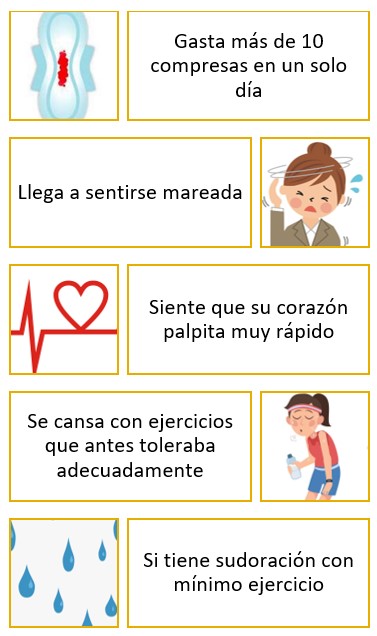 Gasta más de 10
compresas en un solo
día
Llega a sentirse mareada
Siente que su corazón
palpita muy rápido
Se cansa con ejercicios
que antes toleraba
adecuadamente
Si tiene sudoración con
mínimo ejercicio